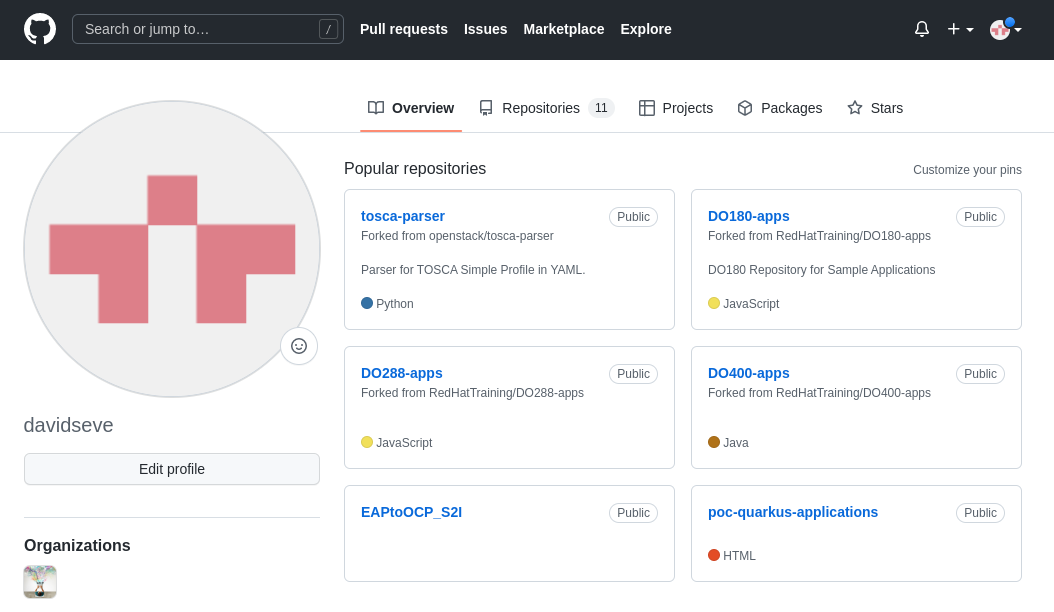 Search or jump to… /
Pull requests Issues Marketplace Explore
Overview Repositories 11 Projects Packages Stars
Popular repositories
Customize your pins
tosca-parser Public
Forked from openstack/tosca-parser
Parser for TOSCA Simple Profile in YAML.
Python
DO180-apps Public
Forked from RedHatTraining/DO180-apps
DO180 Repository for Sample Applications
JavaScript
DO288-apps Public
Forked from RedHatTraining/DO288-apps
JavaScript
DO400-apps Public
Forked from RedHatTraining/DO400-apps
Java
EAPtoOCP_S2I Public
poc-quarkus-applications Public
HTML
davidseve
Edit profile
Organizations